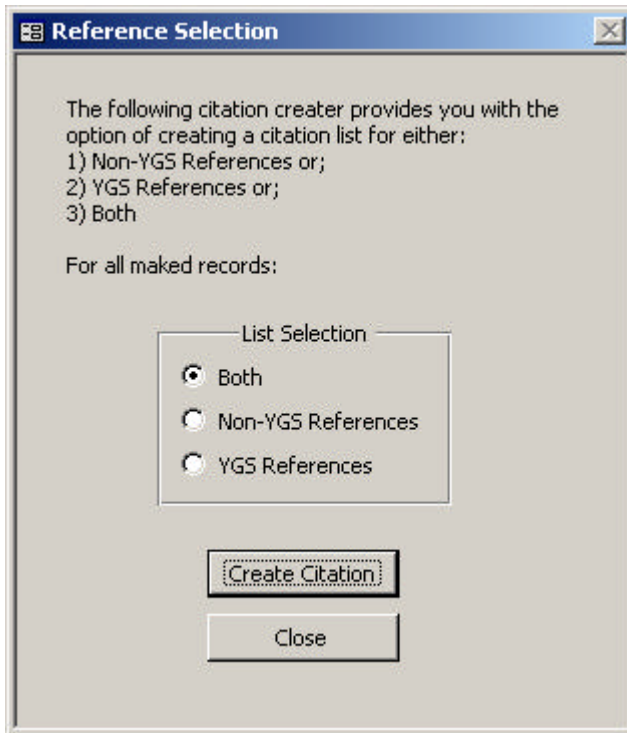 Reference Selection
The following citation creater provides you with the
option of creating a citation list for either:
1) Non-YGS References or;
2) YGS References or;
3) Both
For all maked records:
List Selection
Both
Non-YGS References
YGS References
Create Citation
Close